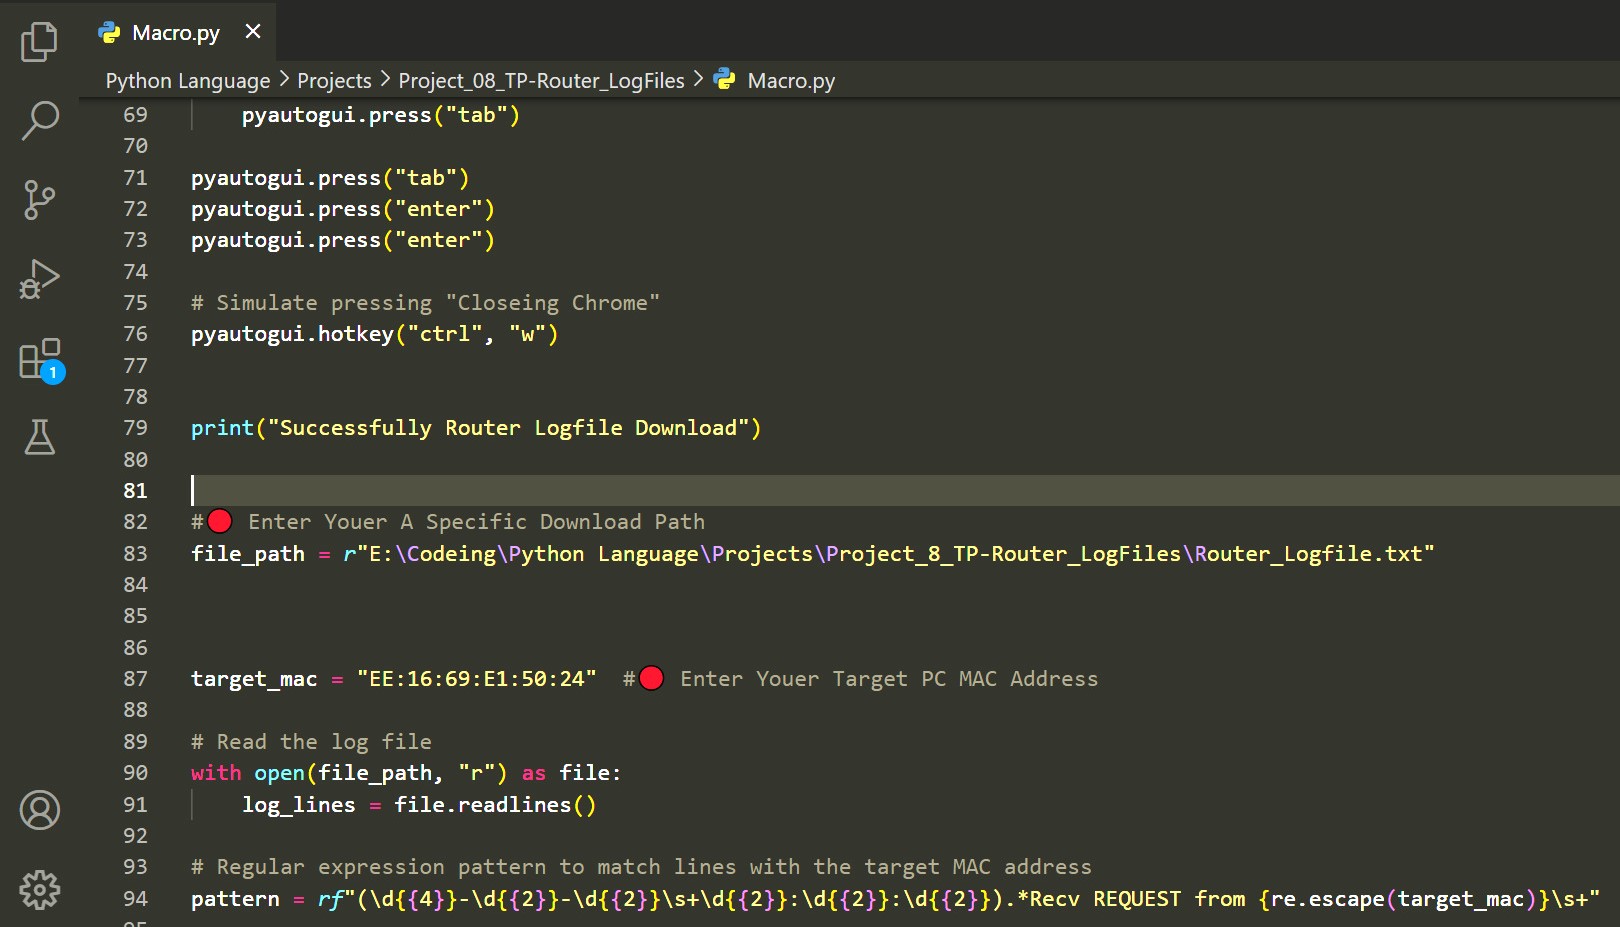 Macro.py
Python Language > Projects > Project_08_TP-Router_LogFiles > Macro.py
69 pyautogui.press("tab")
70
71 pyautogui.press("tab")
72 pyautogui.press("enter")
73 pyautogui.press("enter")
74
75 # Simulate pressing "Closeing Chrome"
76 pyautogui.hotkey("ctrl", "w")
77
78
79 print("Successfully Router Logfile Download")
80
81
82 #🔴 Enter Youer A Specific Download Path
83 file_path = r"E:\Codeing\Python Language\Projects\Project_8_TP-Router_LogFiles\Router_Logfile.txt"
84
85
86
87 target_mac = "EE:16:69:E1:50:24"  #🔴 Enter Youer Target PC MAC Address
88
89 # Read the log file
90 with open(file_path, "r") as file:
91 log_lines = file.readlines()
92
93 # Regular expression pattern to match lines with the target MAC address
94 pattern = rf"(\d{{4}}-\d{{2}}-\d{{2}}\s+\d{{2}}:\d{{2}}:\d{{2}}).*Recv REQUEST from {re.escape(target_mac)}\s+"
1